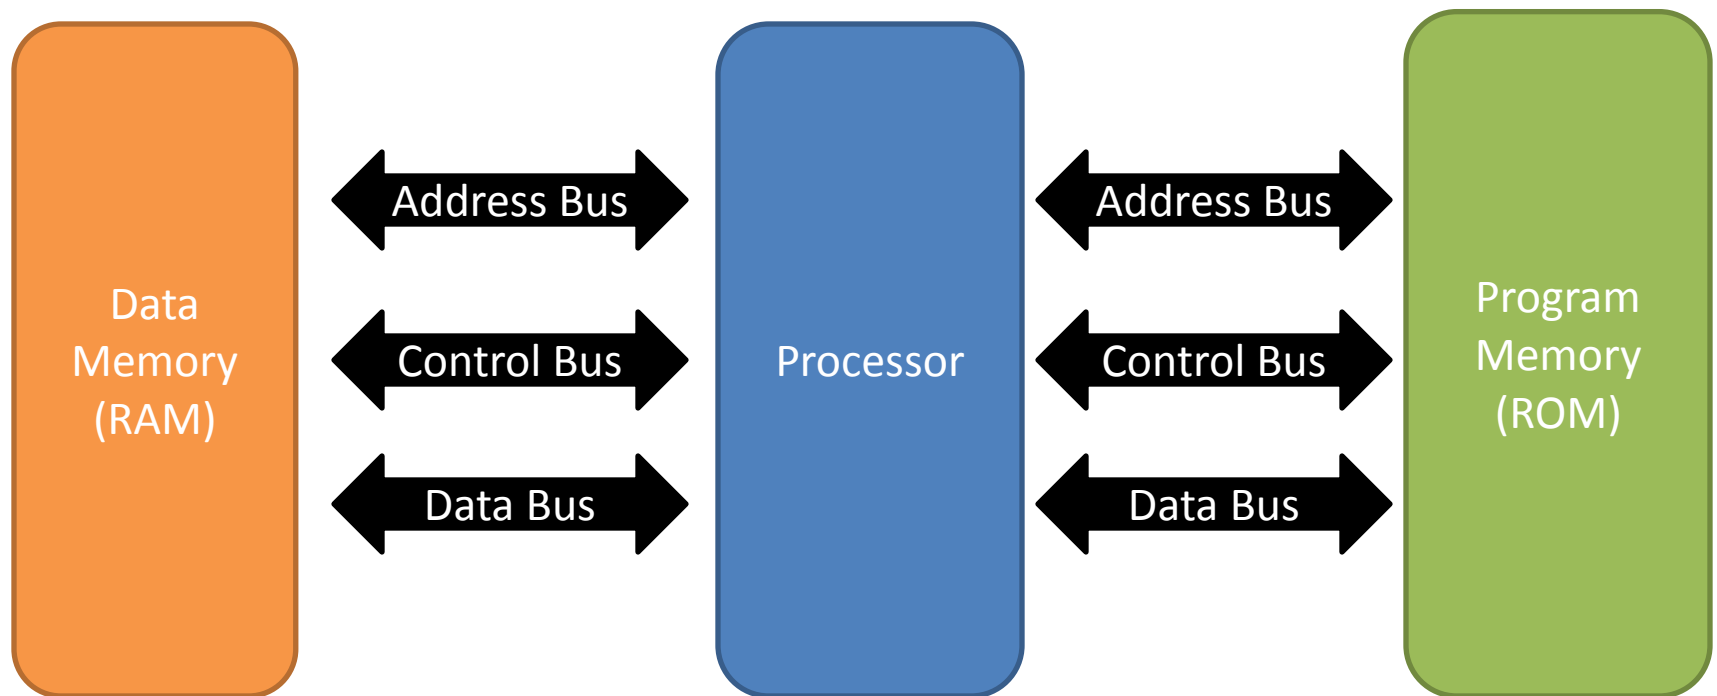 Data
Memory
(RAM)
Address Bus
Control Bus
Data Bus
Processor
Address Bus
Control Bus
Data Bus
Program
Memory
(ROM)